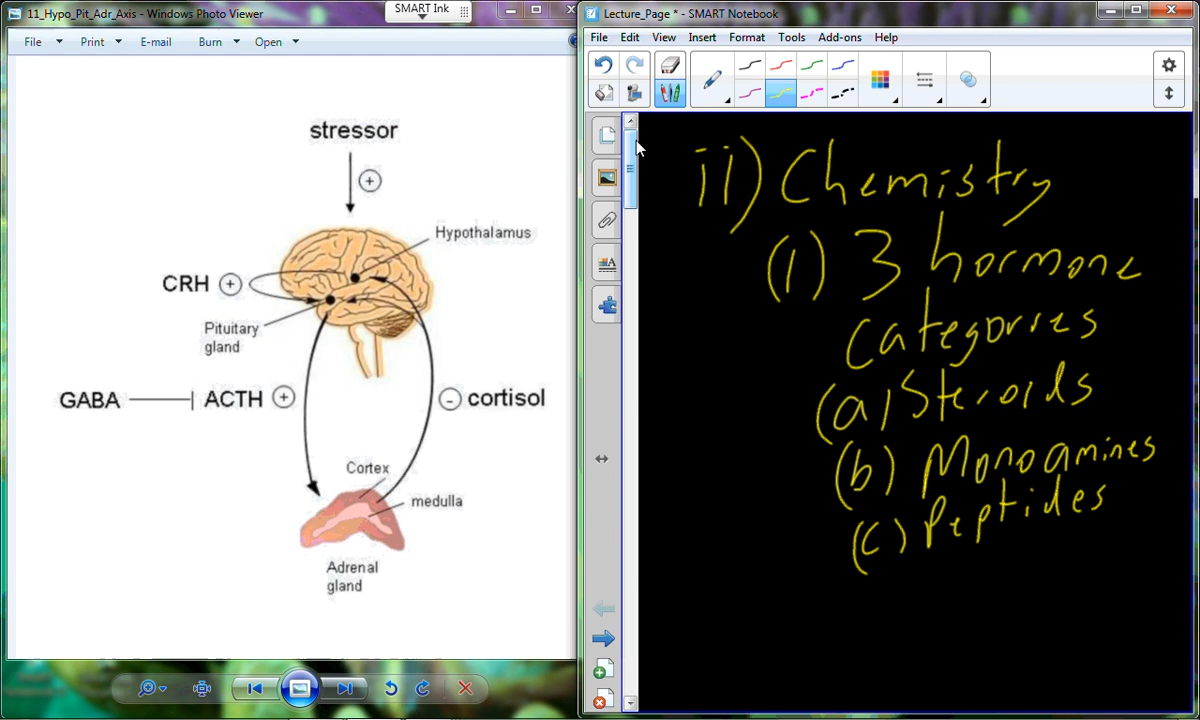 11_Hypo_Pit_Adr_Axis - Windows Photo Viewer
SMART Ink
File Print E-mail Burn Open
stressor
+
Hypothalamus
CRH +
Pituitary
gland
GABA ACTH + - cortisol
Cortex
medulla
Adrenal
gland
Lecture_Page * - SMART Notebook
File Edit View Insert Format Tools Add-ons Help
ii) Chemistry
(1) 3 hormone
categories
(a) Steroids
(b) Monoamines
(c) Peptides